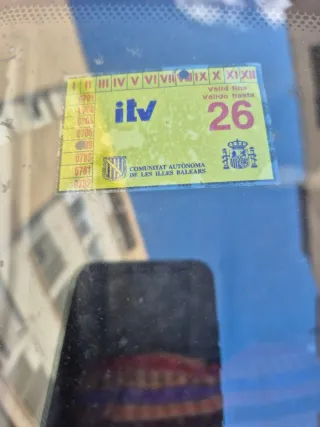 I II III IV V VI VII VIII IX X XI XII
Vàlid fins
Válido hasta
26
itv
COMUNITAT AUTÒNOMA
DE LES ILLES BALEARS